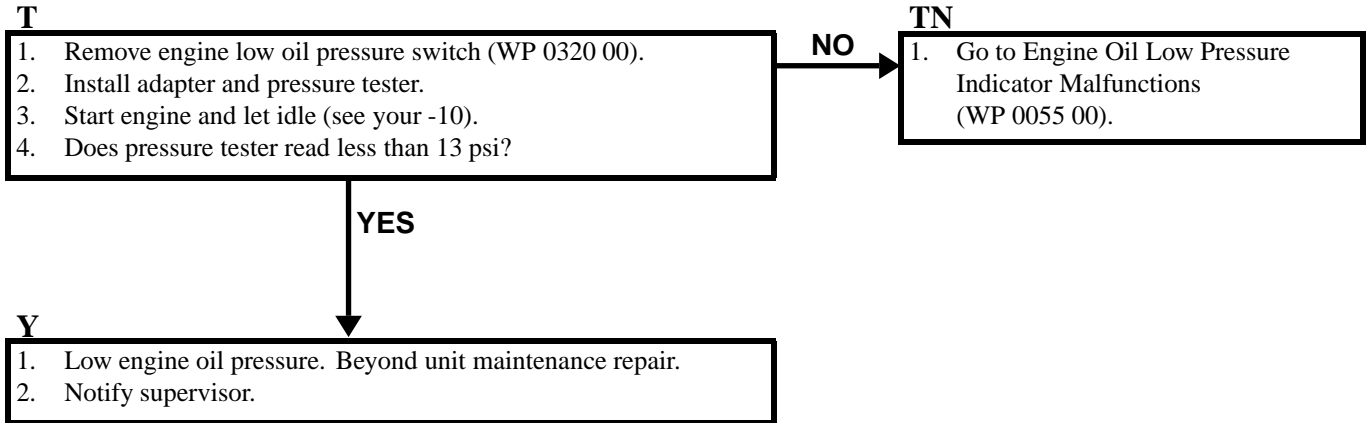 T
1. Remove engine low oil pressure switch (WP 0320 00).
2. Install adapter and pressure tester.
3. Start engine and let idle (see your -10).
4. Does pressure tester read less than 13 psi?
NO
TN
1. Go to Engine Oil Low Pressure
Indicator Malfunctions
(WP 0055 00).
YES
Y
1. Low engine oil pressure. Beyond unit maintenance repair.
2. Notify supervisor.